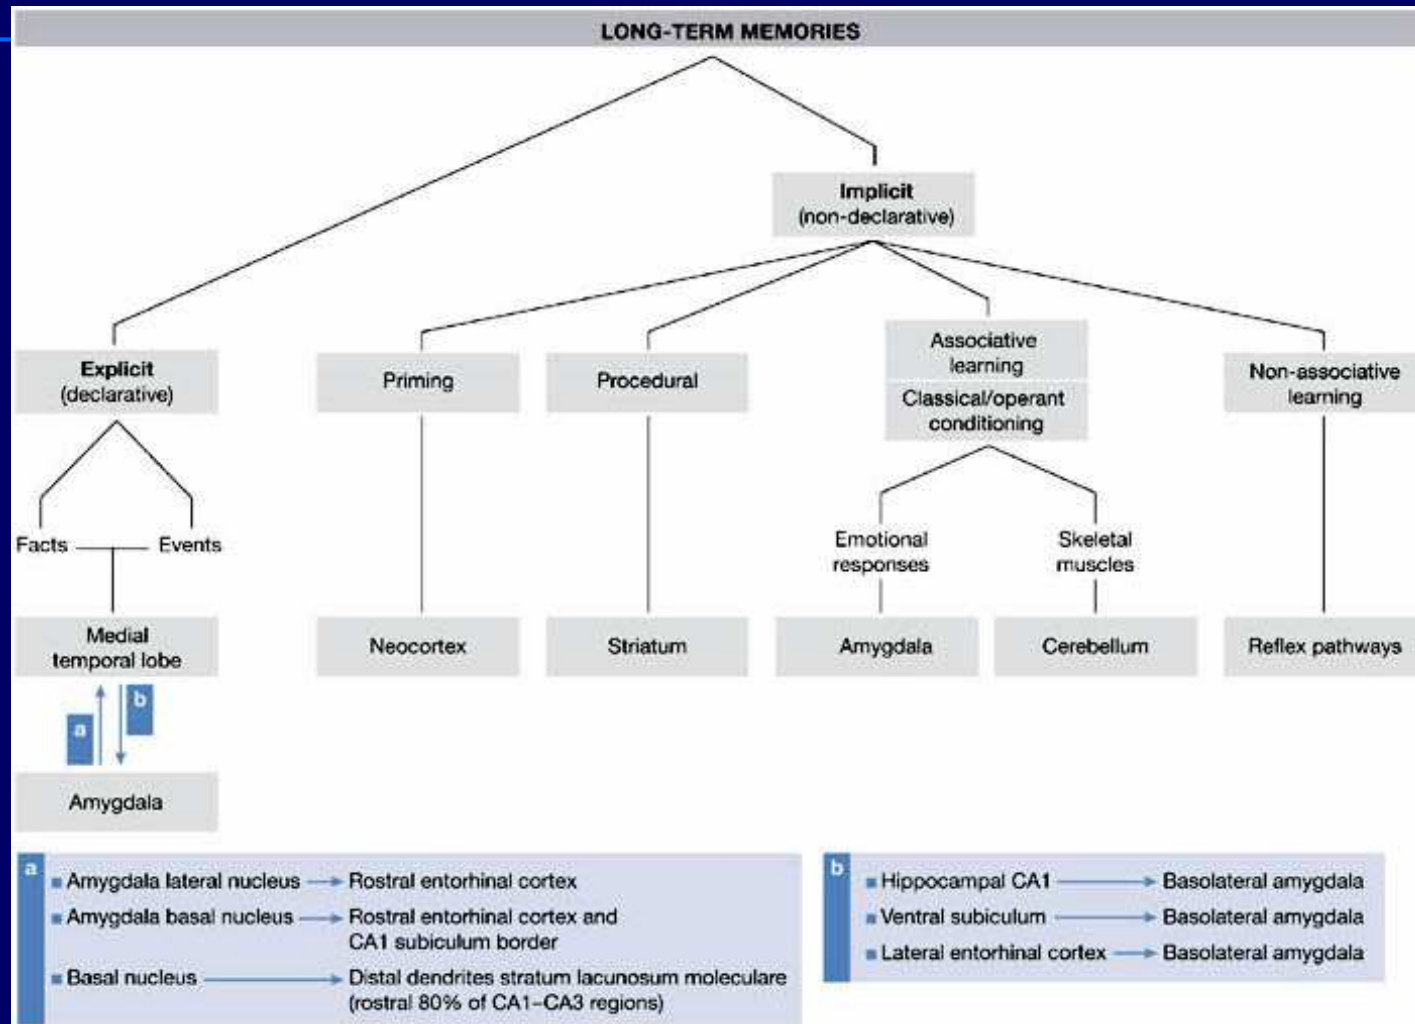 LONG-TERM MEMORIES
Implicit
(non-declarative)
Explicit
(declarative)
Priming
Procedural
Associative
learning
Classical/operant
conditioning
Non-associative
learning
Facts
Events
Emotional
responses
Skeletal
muscles
Medial
temporal lobe
Neocortex
Striatum
Amygdala
Cerebellum
Reflex pathways
a
b
Amygdala
a
Amygdala lateral nucleus → Rostral entorhinal cortex
Amygdala basal nucleus → Rostral entorhinal cortex and
CA1 subiculum border
Basal nucleus → Distal dendrites stratum lacunosum moleculare
(rostral 80% of CA1–CA3 regions)
b
Hippocampal CA1 → Basolateral amygdala
Ventral subiculum → Basolateral amygdala
Lateral entorhinal cortex → Basolateral amygdala